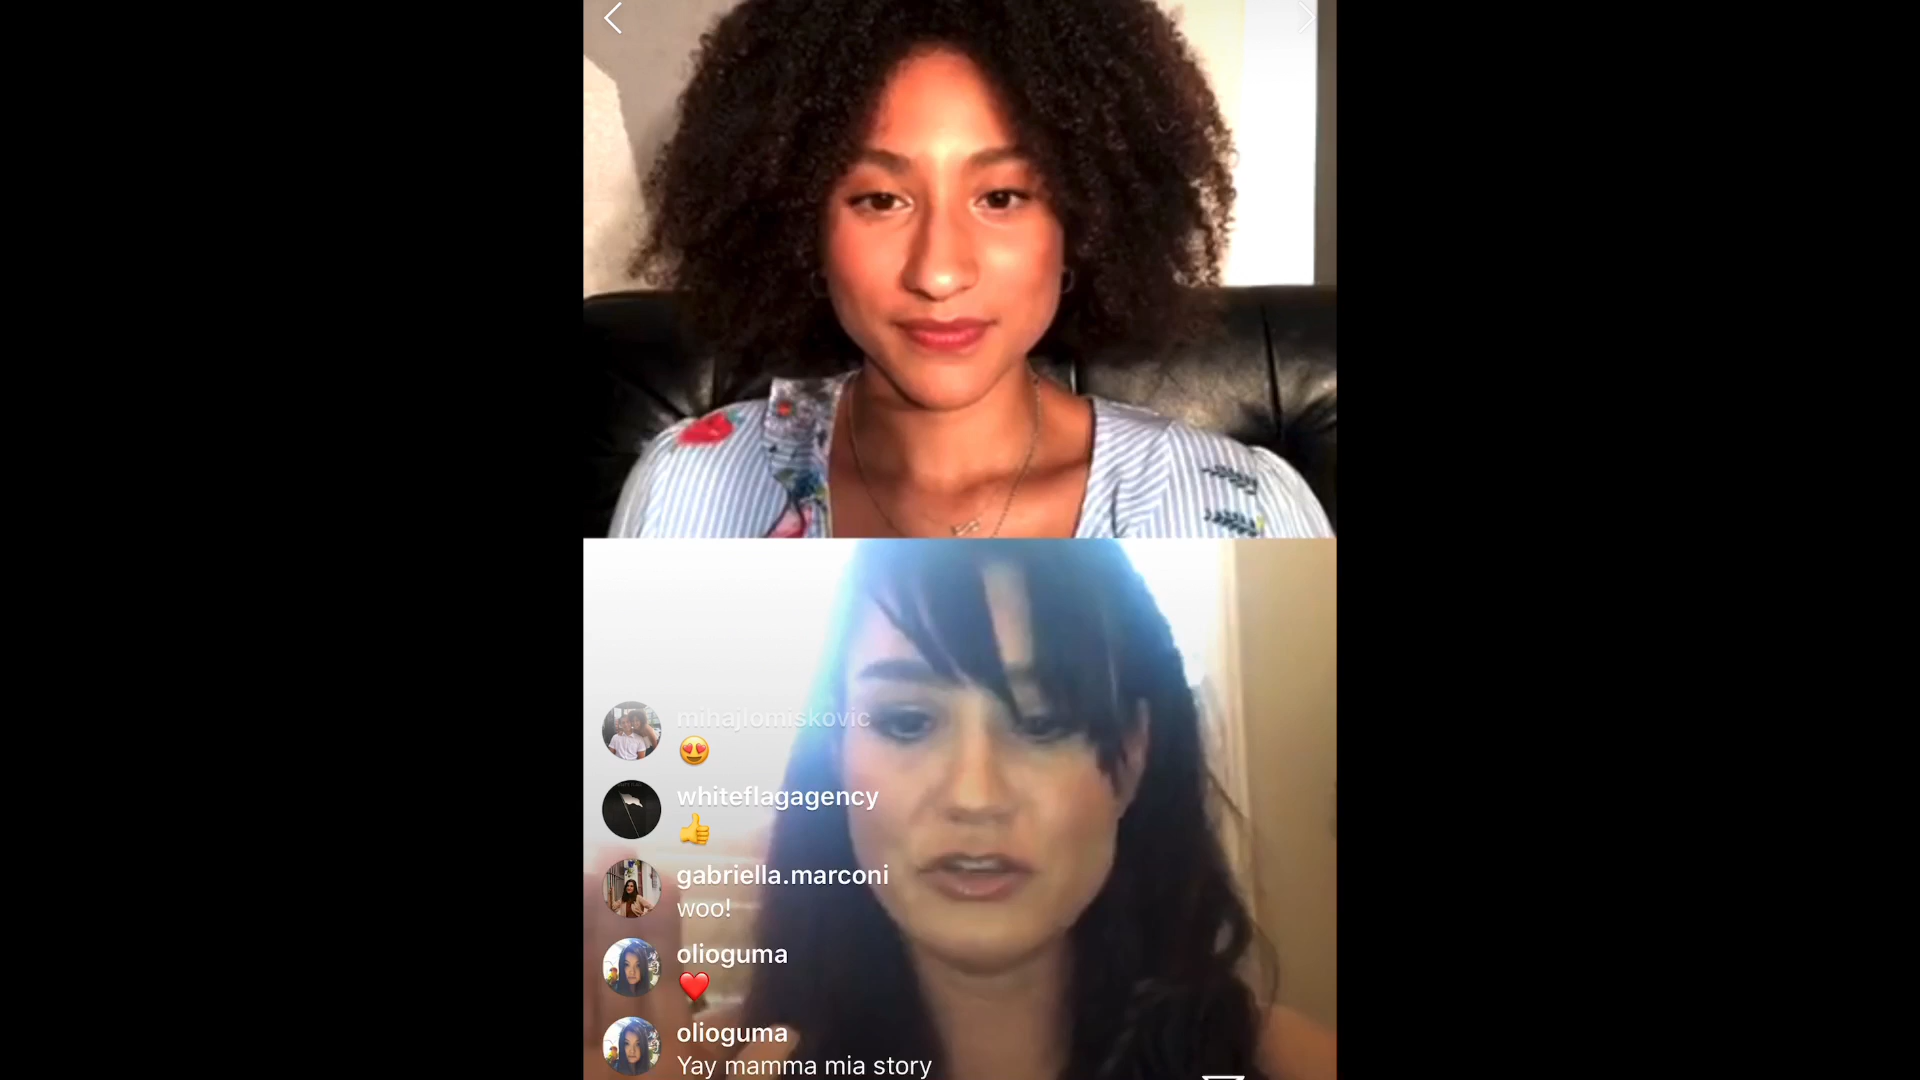 mihajlomiskovic
😍
whiteflagagency
👍
gabriella.marconi
woo!
olioguma
❤️
olioguma
Yay mamma mia story